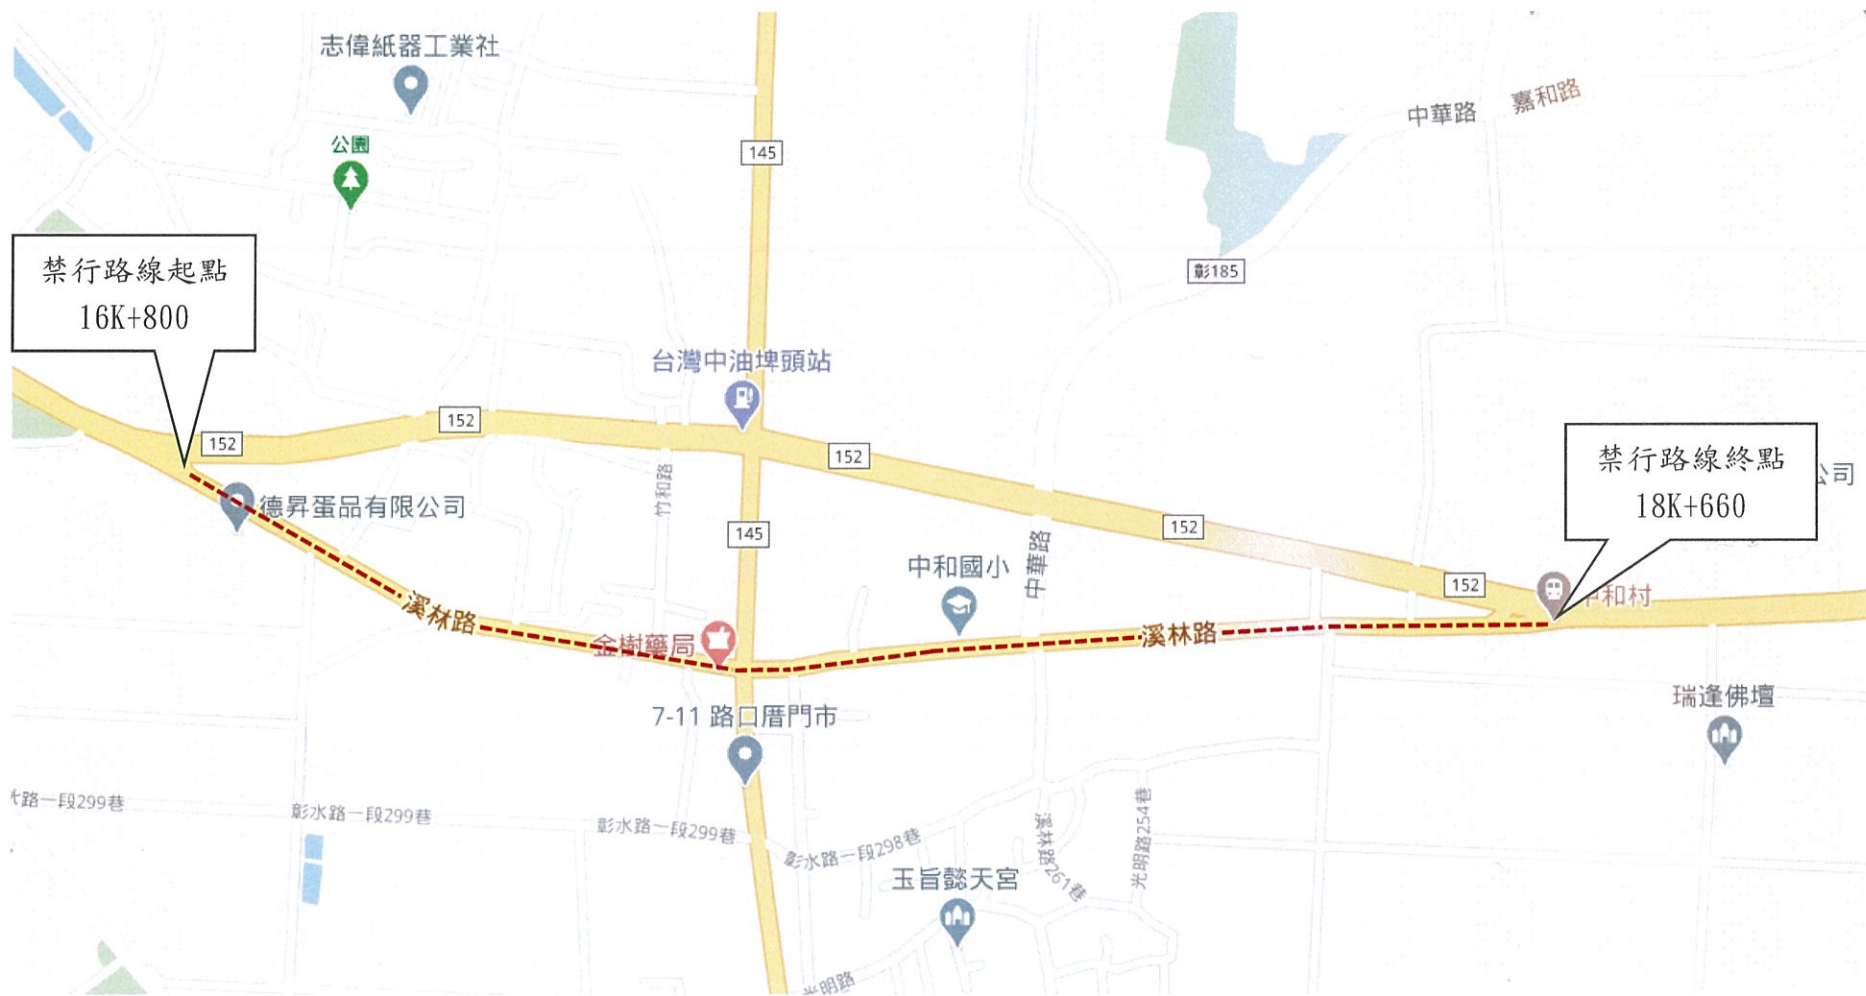 志偉紙器工業社
公園
145
中華路
嘉和路
禁行路線起點
16K+800
彰185
台灣中油埤頭站
152
152
152
禁行路線終點
18K+660
公司
德昇蛋品有限公司
竹和路
145
152
中和國小
中華路
152
中和村
溪林路
金樹藥局
溪林路
7-11 路口厝門市
瑞逢佛壇
路一段299巷
彰水路一段299巷
彰水路一段299巷
彰水路一段298巷
溪林路261巷
光明路254巷
玉旨懿天宮
光明路